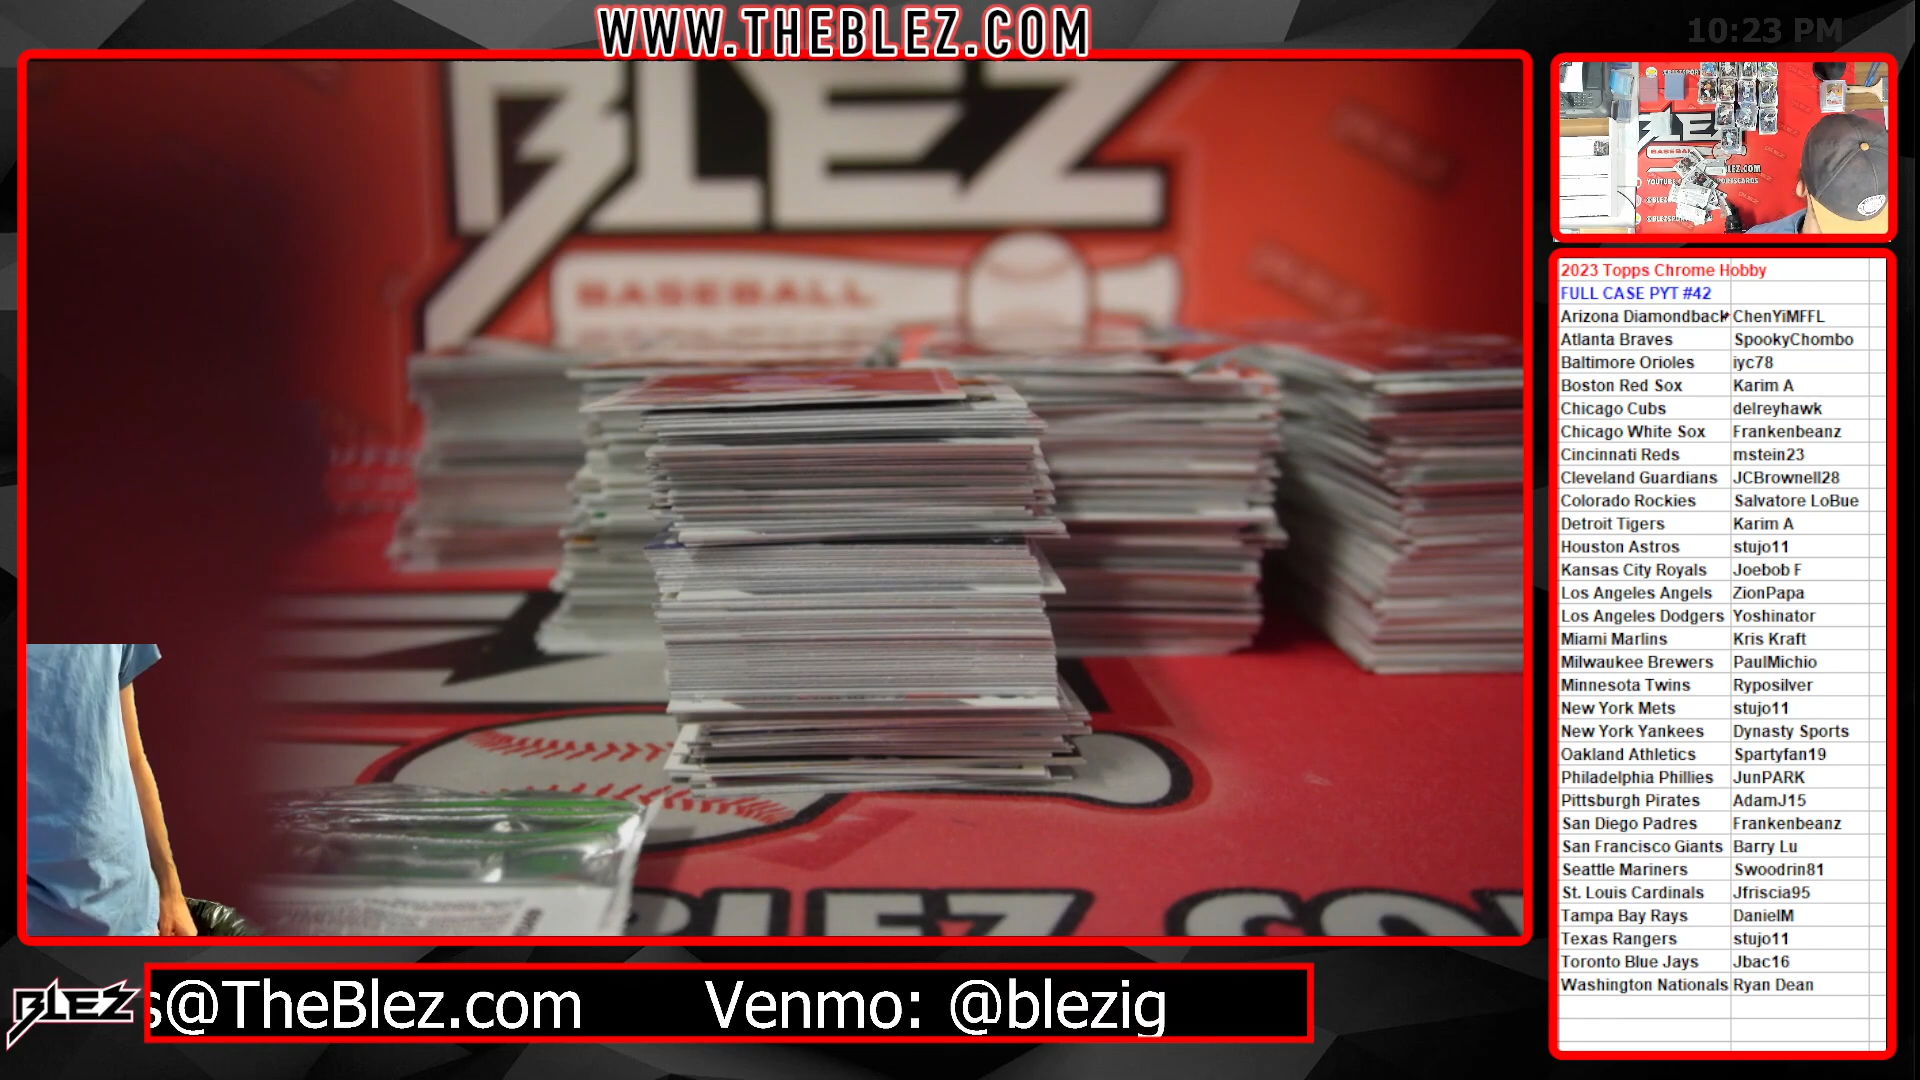 WWW.THEBLEZ.COM
10:23 PM
BLEZ
BASEBALL
BLEZ.COM
2023 Topps Chrome Hobby
FULL CASE PYT #42
Arizona Diamondback ChenYiMFFL
Atlanta Braves SpookyChombo
Baltimore Orioles iyc78
Boston Red Sox Karim A
Chicago Cubs delreyhawk
Chicago White Sox Frankenbeanz
Cincinnati Reds mstein23
Cleveland Guardians JCBrownell28
Colorado Rockies Salvatore LoBue
Detroit Tigers Karim A
Houston Astros stujo11
Kansas City Royals Joebob F
Los Angeles Angels ZionPapa
Los Angeles Dodgers Yoshinator
Miami Marlins Kris Kraft
Milwaukee Brewers PaulMichio
Minnesota Twins Ryposilver
New York Mets stujo11
New York Yankees Dynasty Sports
Oakland Athletics Spartyfan19
Philadelphia Phillies JunPARK
Pittsburgh Pirates AdamJ15
San Diego Padres Frankenbeanz
San Francisco Giants Barry Lu
Seattle Mariners Swoodrin81
St. Louis Cardinals Jfriscia95
Tampa Bay Rays DanielM
Texas Rangers stujo11
Toronto Blue Jays Jbac16
Washington Nationals Ryan Dean
BLEZ
s@TheBlez.com Venmo: @blezig